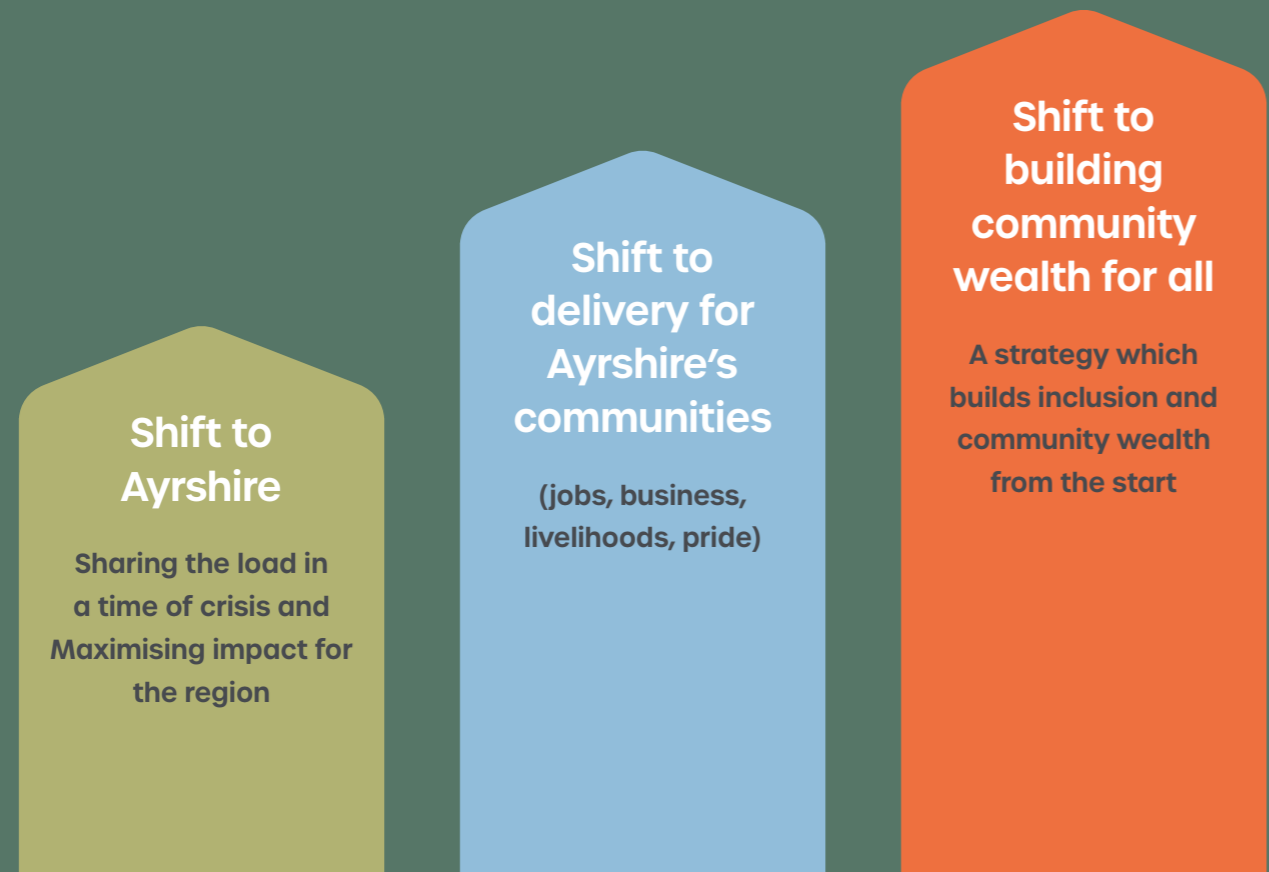 Shift to
Ayrshire
Sharing the load in
a time of crisis and
Maximising impact for
the region
Shift to
delivery for
Ayrshire’s
communities
(jobs, business,
livelihoods, pride)
Shift to
building
community
wealth for all
A strategy which
builds inclusion and
community wealth
from the start